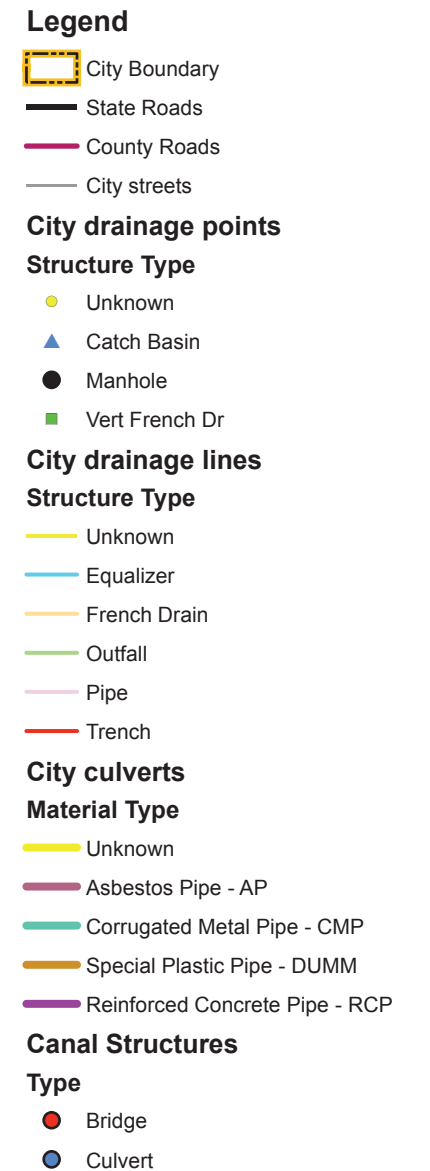 Legend
City Boundary
State Roads
County Roads
City streets
City drainage points
Structure Type
Unknown
Catch Basin
Manhole
Vert French Dr
City drainage lines
Structure Type
Unknown
Equalizer
French Drain
Outfall
Pipe
Trench
City culverts
Material Type
Unknown
Asbestos Pipe - AP
Corrugated Metal Pipe - CMP
Special Plastic Pipe - DUMM
Reinforced Concrete Pipe - RCP
Canal Structures
Type
Bridge
Culvert